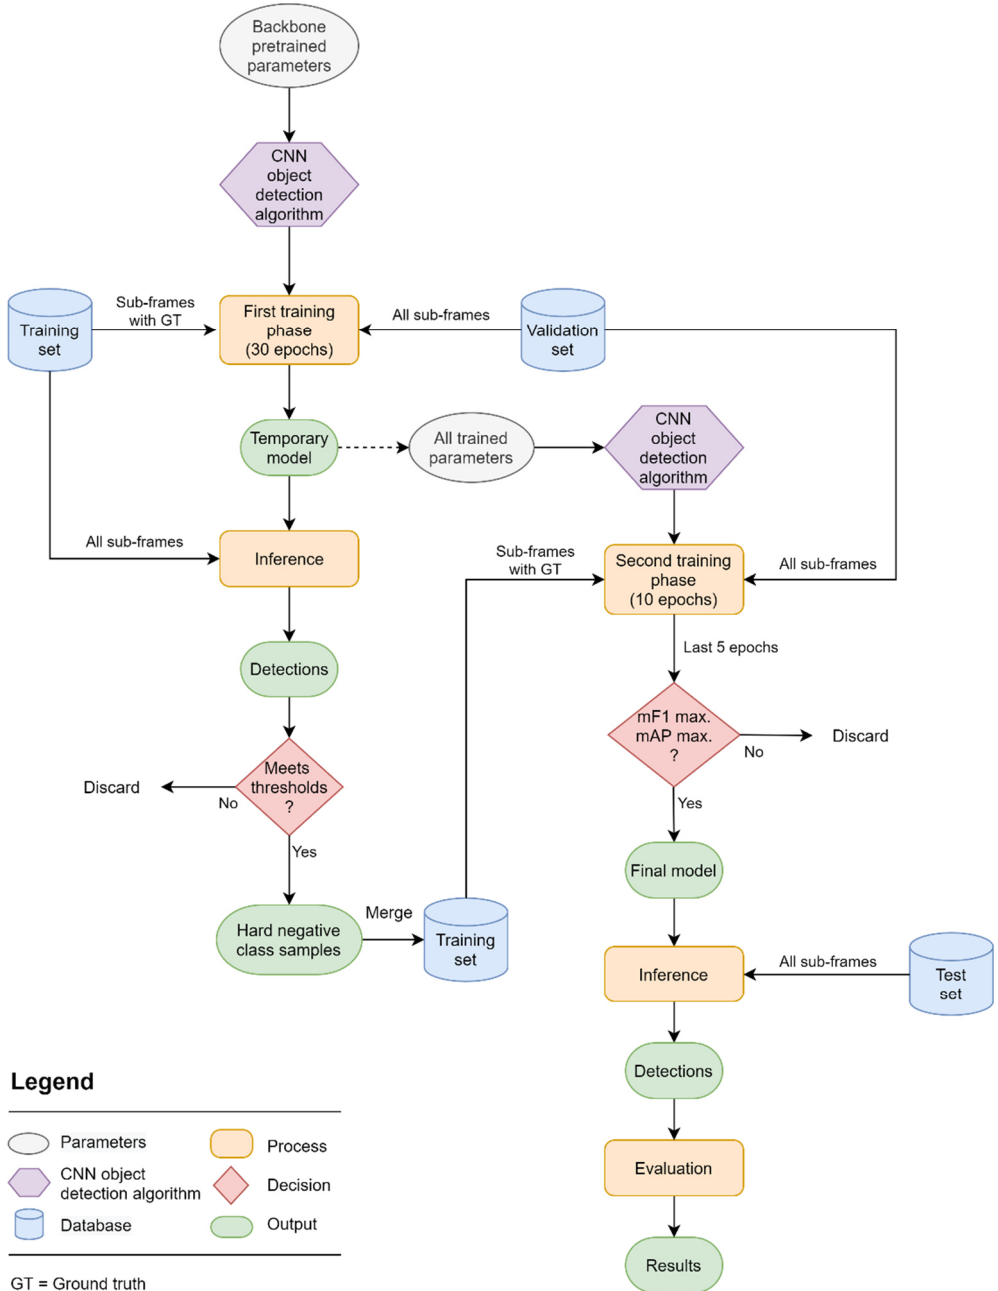 Backbone
pretrained
parameters
CNN
object
detection
algorithm
Training
set
Sub-frames
with GT
First training
phase
(30 epochs)
All sub-frames
Validation
set
Temporary
model
All trained
parameters
CNN
object
detection
algorithm
All sub-frames
Inference
Sub-frames
with GT
Second training
phase
(10 epochs)
All sub-frames
Detections
Last 5 epochs
Meets
thresholds
?
No
Discard
Yes
mF1 max.
mAP max.
?
No
Discard
Yes
Hard negative
class samples
Merge
Training
set
Final model
Inference
All sub-frames
Test
set
Detections
Evaluation
Results
Legend
Parameters
Process
CNN object
detection algorithm
Decision
Database
Output
GT = Ground truth